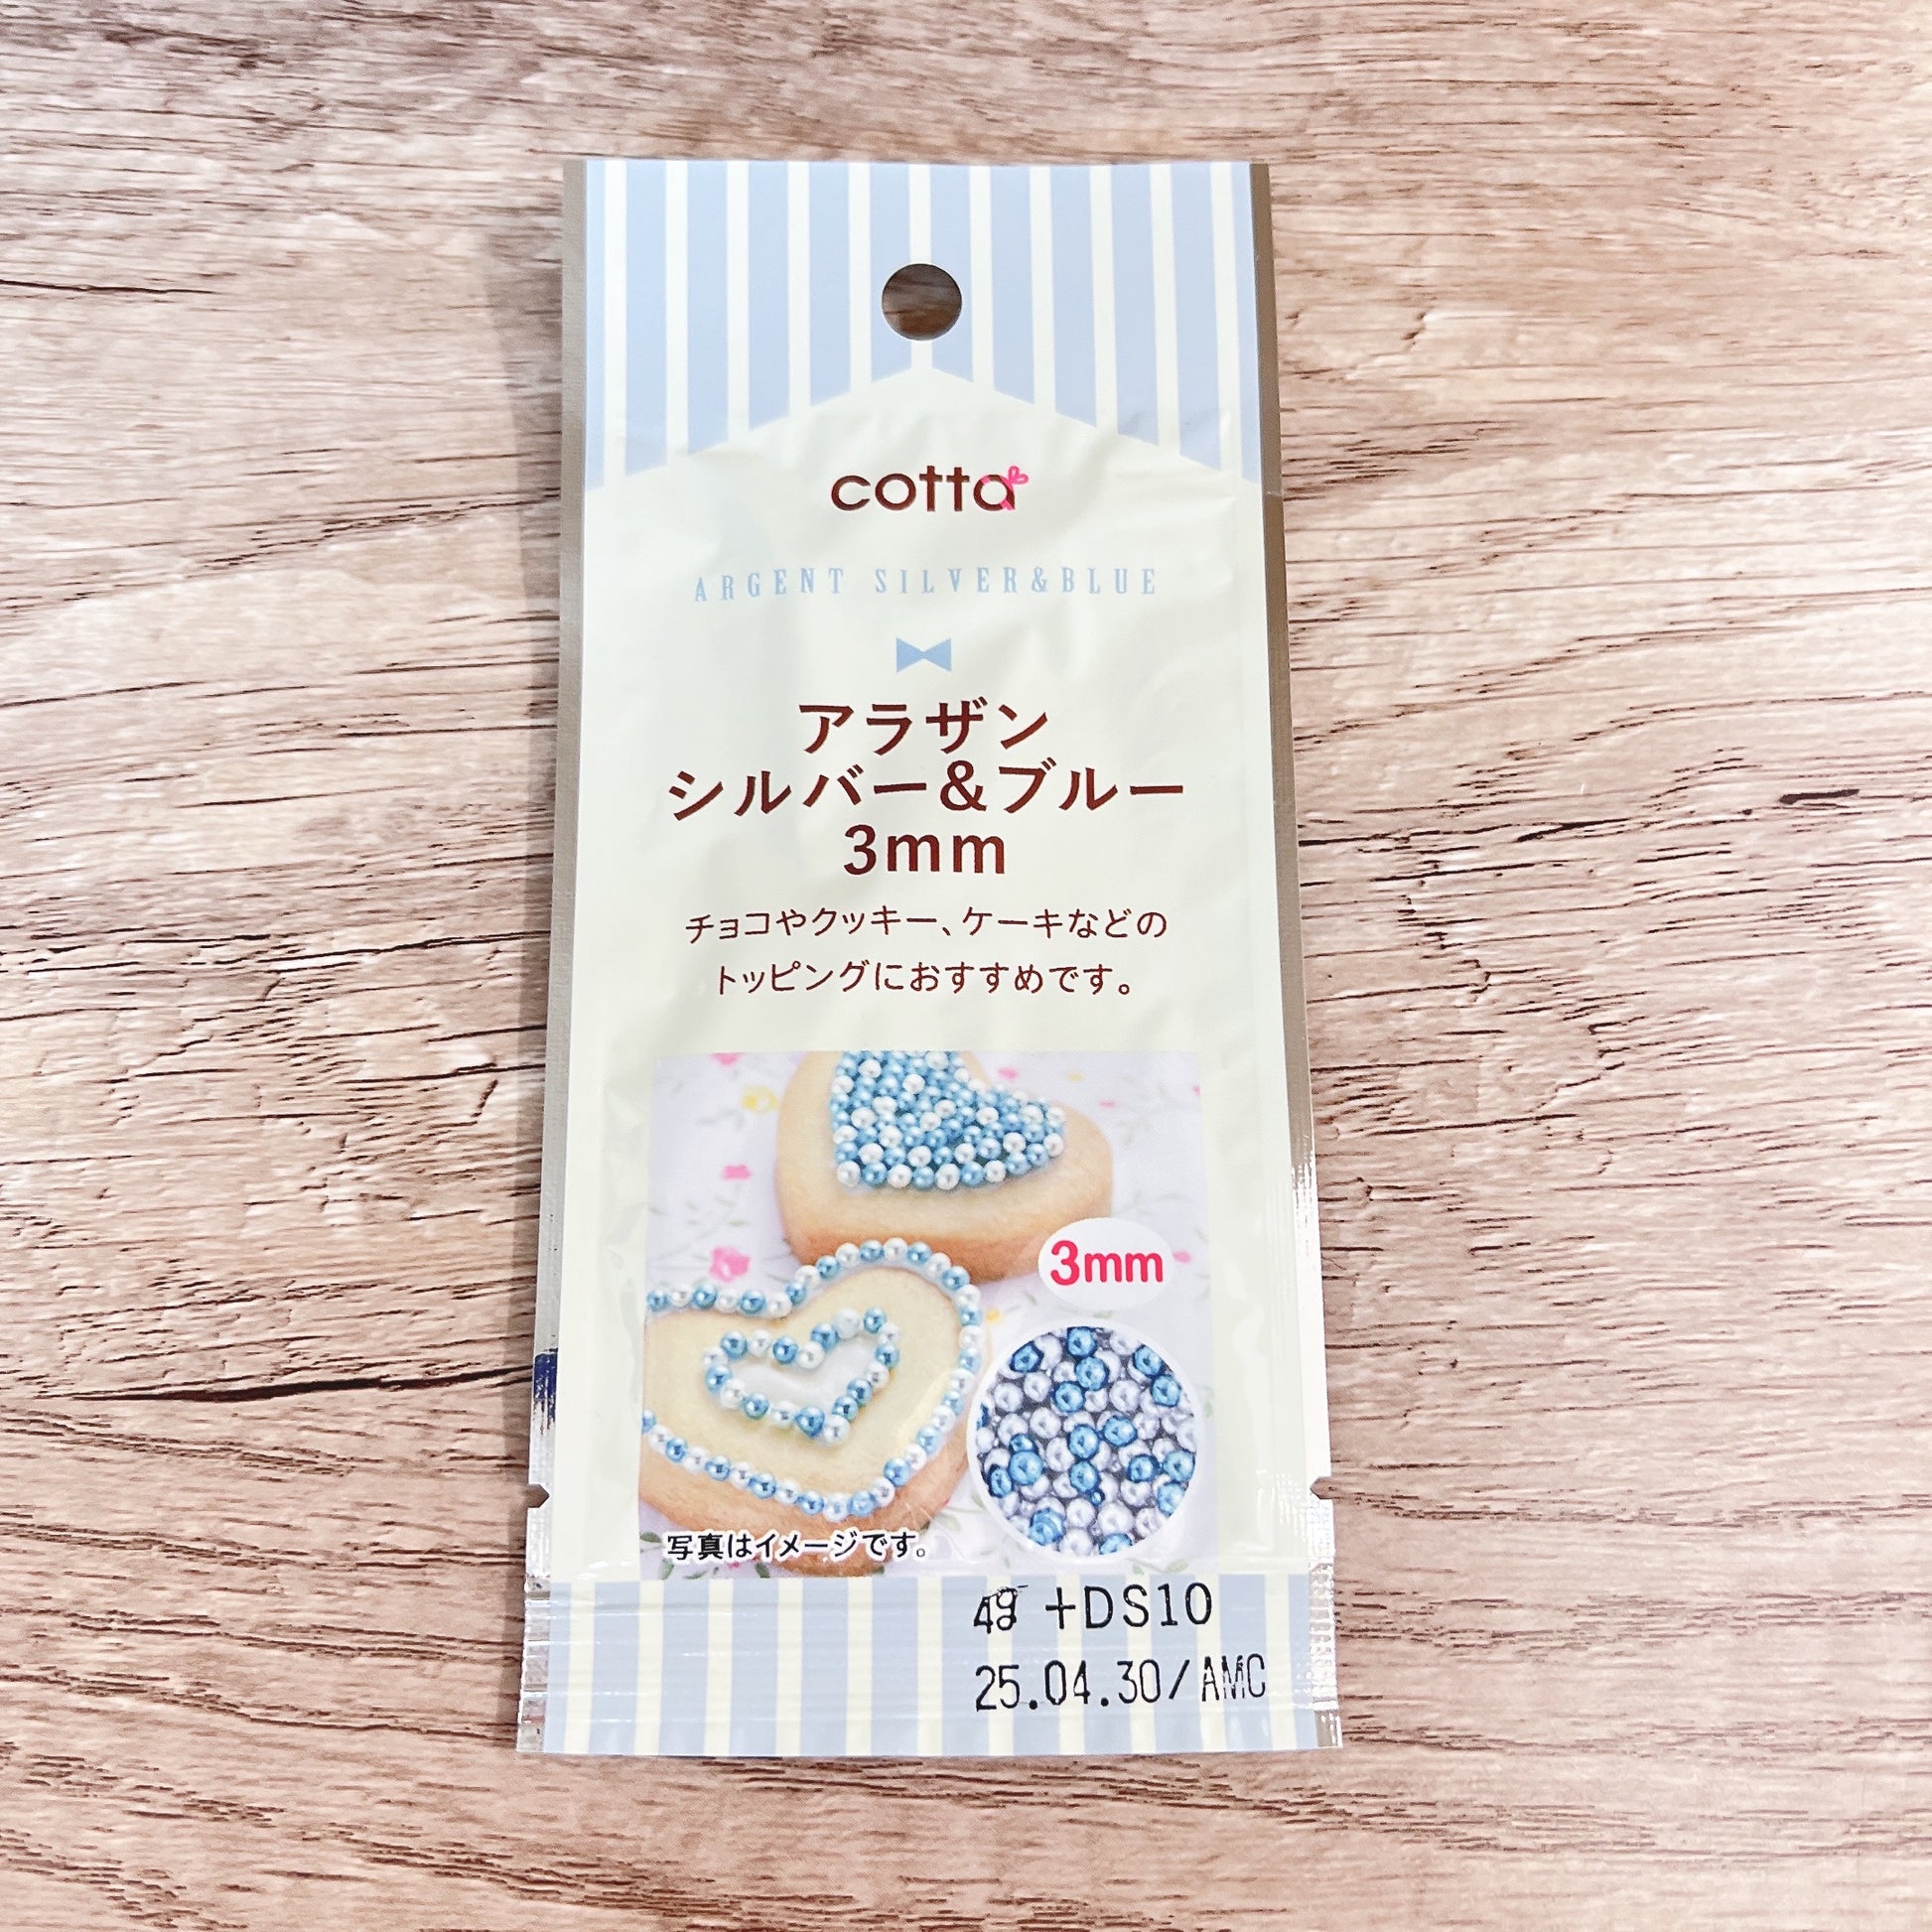 cotta
ARGENT SILVER&BLUE
アラザン
シルバー&ブルー
3mm
チョコやクッキー、ケーキなどの
トッピングにおすすめです。
3mm
写真はイメージです。
+DS10
25.04.30/AMC